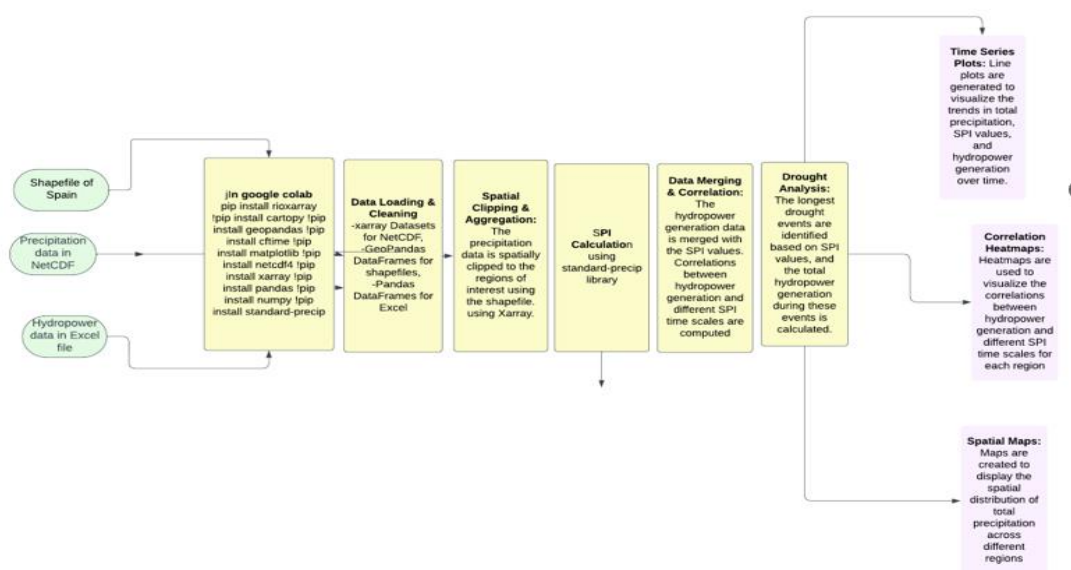 Shapefile of
Spain
Precipitation
data in
NetCDF
Hydropower
data in Excel
file
jIn google colab
pip install rioxarray
!pip install cartopy !pip
install geopandas !pip
install cftime !pip
install matplotlib !pip
install netcdf4 !pip
install xarray !pip
install pandas !pip
install numpy !pip
install standard-precip
Data Loading &
Cleaning
-xarray Datasets
for NetCDF,
-GeoPandas
DataFrames for
shapefiles,
-Pandas
DataFrames for
Excel
Spatial
Clipping &
Aggregation:
The
precipitation
data is spatially
clipped to the
regions of
interest using
the shapefile.
using Xarray.
SPI
Calculation
using
standard-precip
library
Data Merging
& Correlation:
The
hydropower
generation data
is merged with
the SPI values.
Correlations
between
hydropower
generation and
different SPI
time scales are
computed
Drought
Analysis:
The longest
drought
events are
identified
based on SPI
values, and
the total
hydropower
generation
during these
events is
calculated.
Time Series
Plots: Line
plots are
generated to
visualize the
trends in total
precipitation,
SPI values,
and
hydropower
generation
over time.
Correlation
Heatmaps:
Heatmaps are
used to
visualize the
correlations
between
hydropower
generation and
different SPI
time scales for
each region
Spatial Maps:
Maps are
created to
display the
spatial
distribution of
total
precipitation
across
different
regions